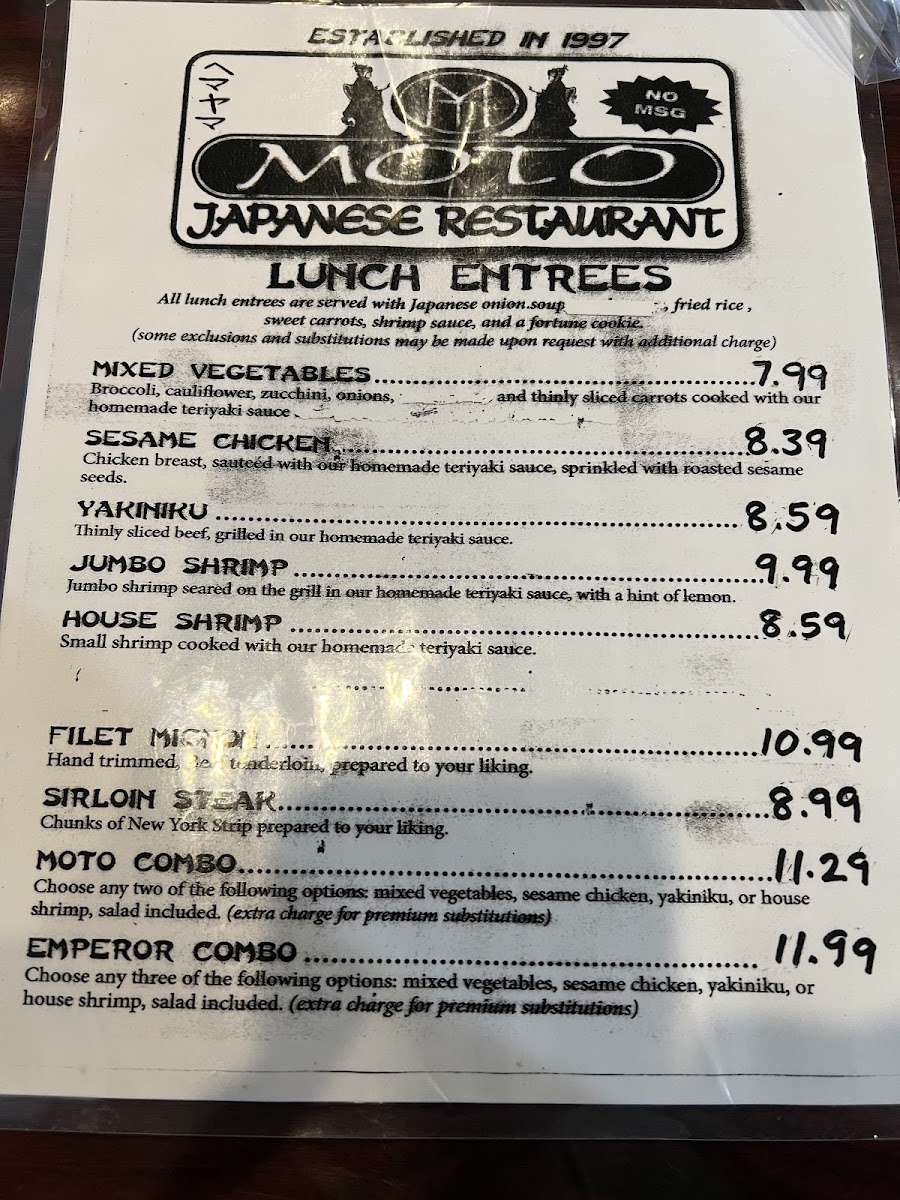 ESTABLISHED IN 1997
NO
MSG
MOTO
JAPANESE RESTAURANT
LUNCH ENTREES
All lunch entrees are served with Japanese onion soup , fried rice ,
sweet carrots, shrimp sauce, and a fortune cookie.
(some exclusions and substitutions may be made upon request with additional charge)
MIXED VEGETABLES 7.99
Broccoli, cauliflower, zucchini, onions, and thinly sliced carrots cooked with our
homemade teriyaki sauce
SESAME CHICKEN 8.39
Chicken breast, sauteéd with our homemade teriyaki sauce, sprinkled with roasted sesame
seeds.
YAKINIKU 8.59
Thinly sliced beef, grilled in our homemade teriyaki sauce.
JUMBO SHRIMP 9.99
Jumbo shrimp seared on the grill in our homemade teriyaki sauce, with a hint of lemon.
HOUSE SHRIMP 8.59
Small shrimp cooked with our homemade teriyaki sauce.
FILET MIGNON 10.99
Hand trimmed, Beef tenderloin, prepared to your liking.
SIRLOIN STEAK 8.99
Chunks of New York Strip prepared to your liking.
MOTO COMBO 11.29
Choose any two of the following options: mixed vegetables, sesame chicken, yakiniku, or house
shrimp, salad included. (extra charge for premium substitutions)
EMPEROR COMBO 11.99
Choose any three of the following options: mixed vegetables, sesame chicken, yakiniku, or
house shrimp, salad included. (extra charge for premium substitutions)